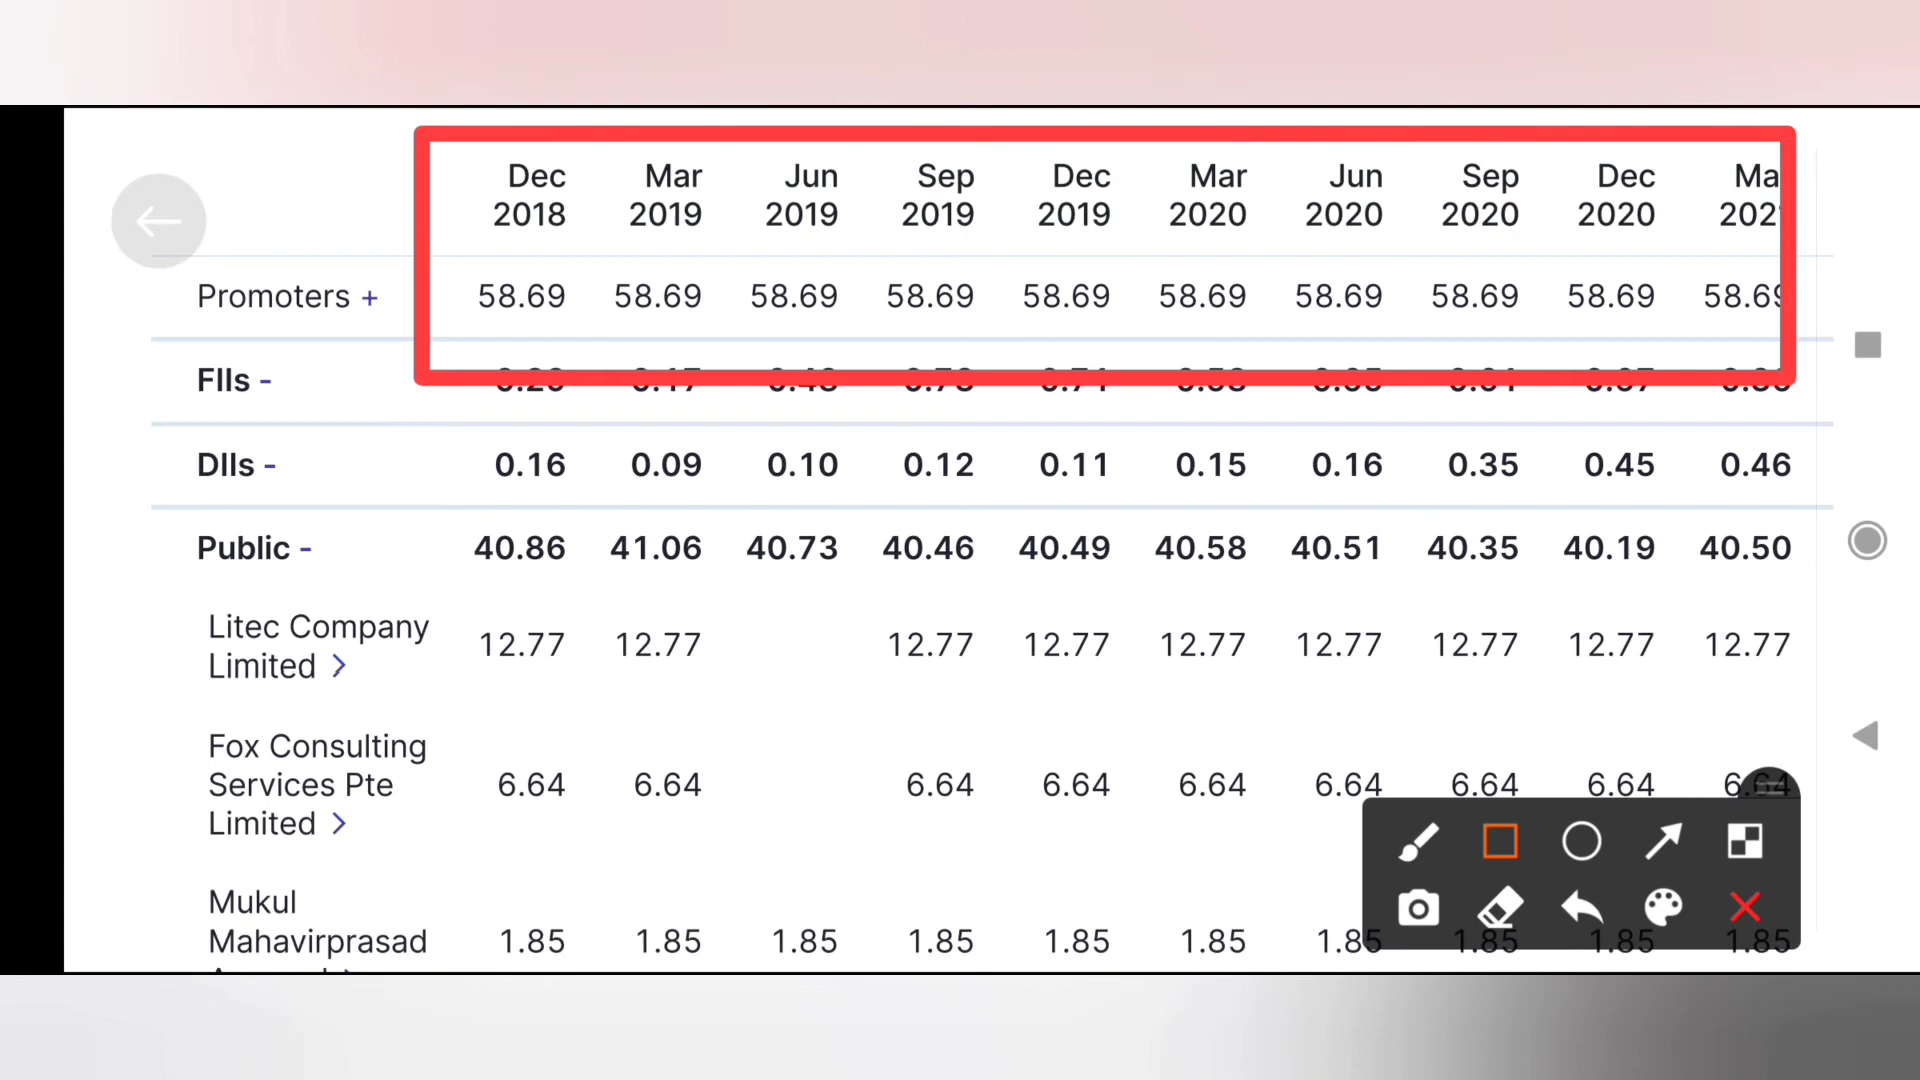 Dec Mar Jun Sep Dec Mar Jun Sep Dec Ma
2018 2019 2019 2019 2019 2020 2020 2020 2020 202
Promoters + 58.69 58.69 58.69 58.69 58.69 58.69 58.69 58.69 58.69 58.69
FIIs -
DIIs - 0.16 0.09 0.10 0.12 0.11 0.15 0.16 0.35 0.45 0.46
Public - 40.86 41.06 40.73 40.46 40.49 40.58 40.51 40.35 40.19 40.50
Litec Company
Limited > 12.77 12.77 12.77 12.77 12.77 12.77 12.77 12.77 12.77
Fox Consulting
Services Pte 6.64 6.64 6.64 6.64 6.64 6.64 6.64 6.64 6.64
Limited >
Mukul
Mahavirprasad 1.85 1.85 1.85 1.85 1.85 1.85 1.85 1.85 1.85 1.85